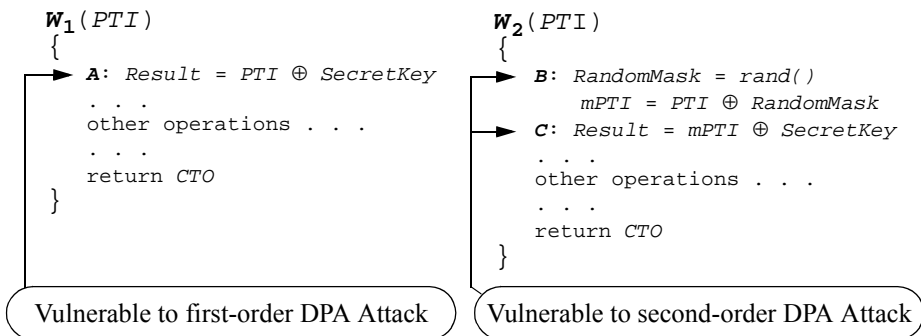 W1(PTI)
{
A: Result = PTI ⊕ SecretKey
. . .
other operations . . .
. . .
return CTO
}
Vulnerable to first-order DPA Attack
W2(PTI)
{
B: RandomMask = rand()
mPTI = PTI ⊕ RandomMask
C: Result = mPTI ⊕ SecretKey
. . .
other operations . . .
. . .
return CTO
}
Vulnerable to second-order DPA Attack